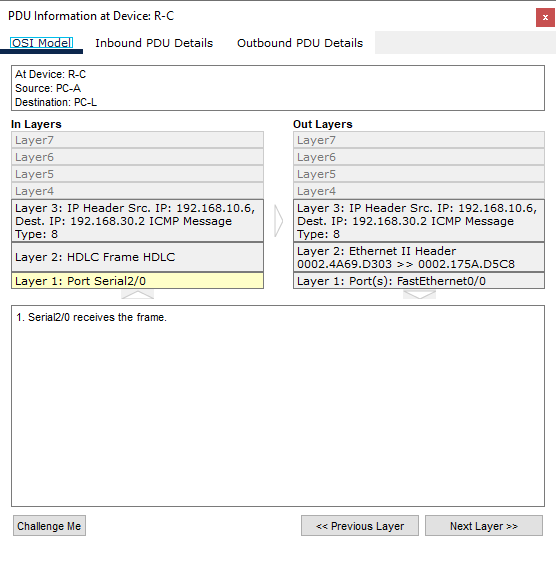 PDU Information at Device: R-C
x
OSI Model Inbound PDU Details Outbound PDU Details
At Device: R-C
Source: PC-A
Destination: PC-L
In Layers
Layer7
Layer6
Layer5
Layer4
Layer 3: IP Header Src. IP: 192.168.10.6,
Dest. IP: 192.168.30.2 ICMP Message
Type: 8
Layer 2: HDLC Frame HDLC
Layer 1: Port Serial2/0
Out Layers
Layer7
Layer6
Layer5
Layer4
Layer 3: IP Header Src. IP: 192.168.10.6,
Dest. IP: 192.168.30.2 ICMP Message
Type: 8
Layer 2: Ethernet II Header
0002.4A69.D303 >> 0002.175A.D5C8
Layer 1: Port(s): FastEthernet0/0
1. Serial2/0 receives the frame.
Challenge Me
<< Previous Layer
Next Layer >>